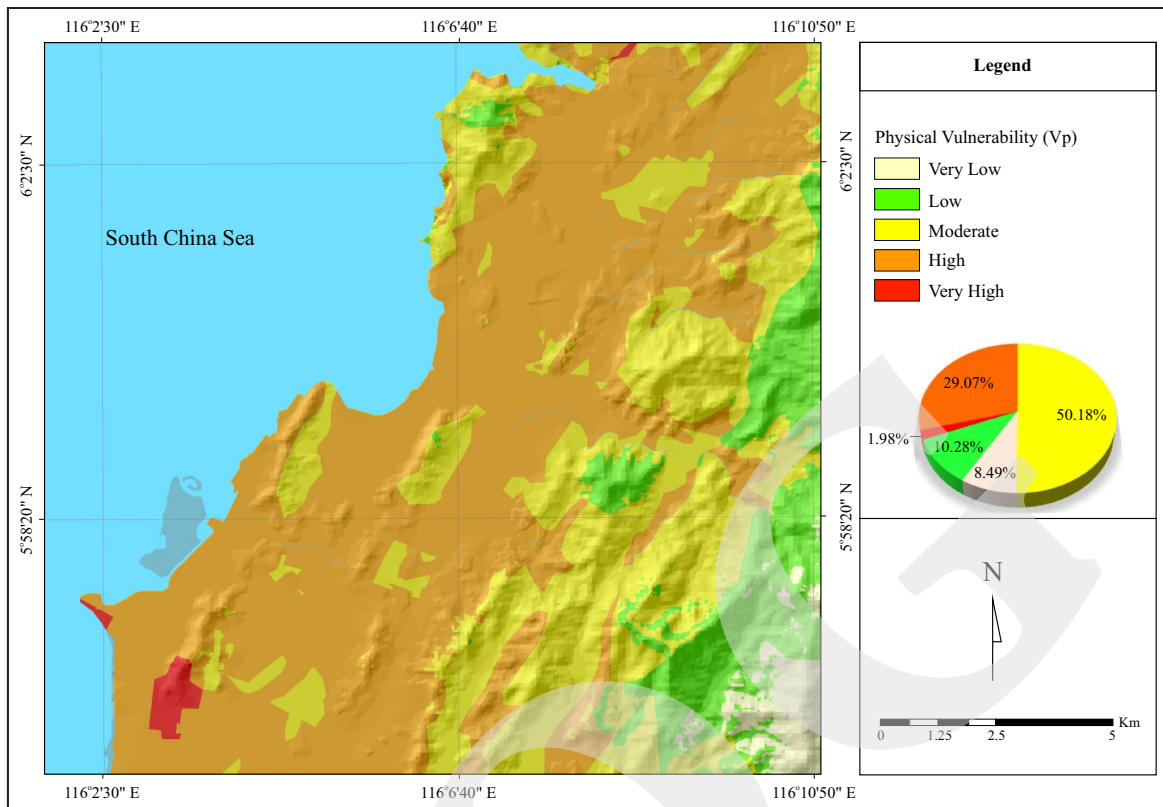 116°2'30" E
116°6'40" E
116°10'50" E
6°2'30" N
6°2'30" N
South China Sea
5°58'20" N
5°58'20" N
116°2'30" E
116°6'40" E
116°10'50" E
Legend
Physical Vulnerability (Vp)
Very Low
Low
Moderate
High
Very High
29.07%
50.18%
1.98%
10.28%
8.49%
N
Km
0 1.25 2.5 5